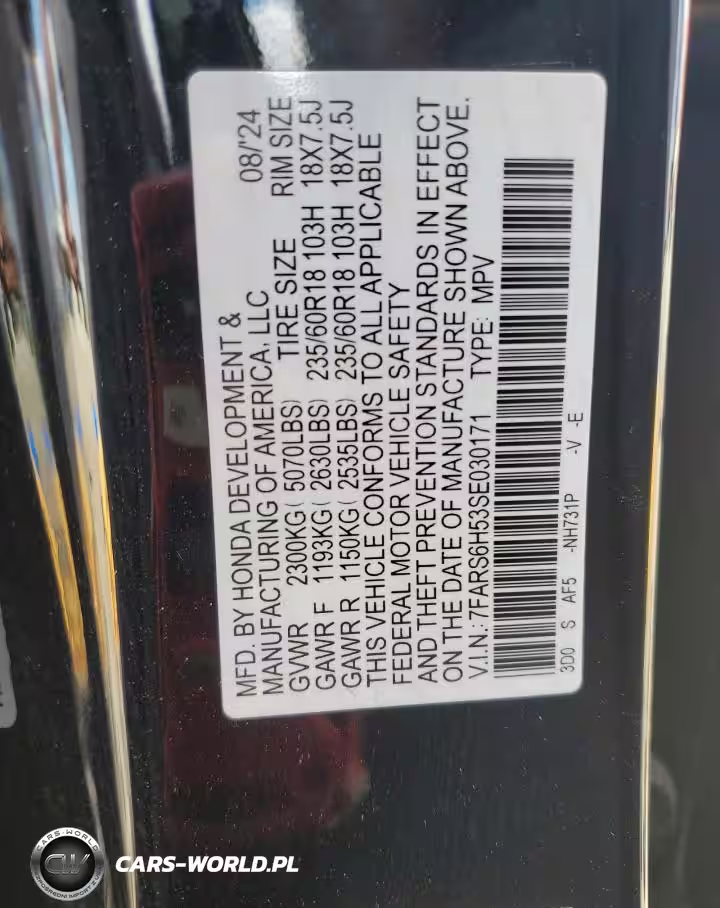 MFD. BY HONDA DEVELOPMENT & 08/'24
MANUFACTURING OF AMERICA, LLC RIM SIZE
GVWR 2300KG( 5070LBS) TIRE SIZE
GAWR F 1193KG( 2630LBS) 235/60R18 103H 18X7.5J
GAWR R 1150KG( 2535LBS) 235/60R18 103H 18X7.5J
THIS VEHICLE CONFORMS TO ALL APPLICABLE
FEDERAL MOTOR VEHICLE SAFETY
AND THEFT PREVENTION STANDARDS IN EFFECT
ON THE DATE OF MANUFACTURE SHOWN ABOVE.
V.I.N.: 7FARS6H53SE030171 TYPE: MPV
3D0 S AF5 -NH731P -V -E
CARS-WORLD
CW
CARS-WORLD.PL